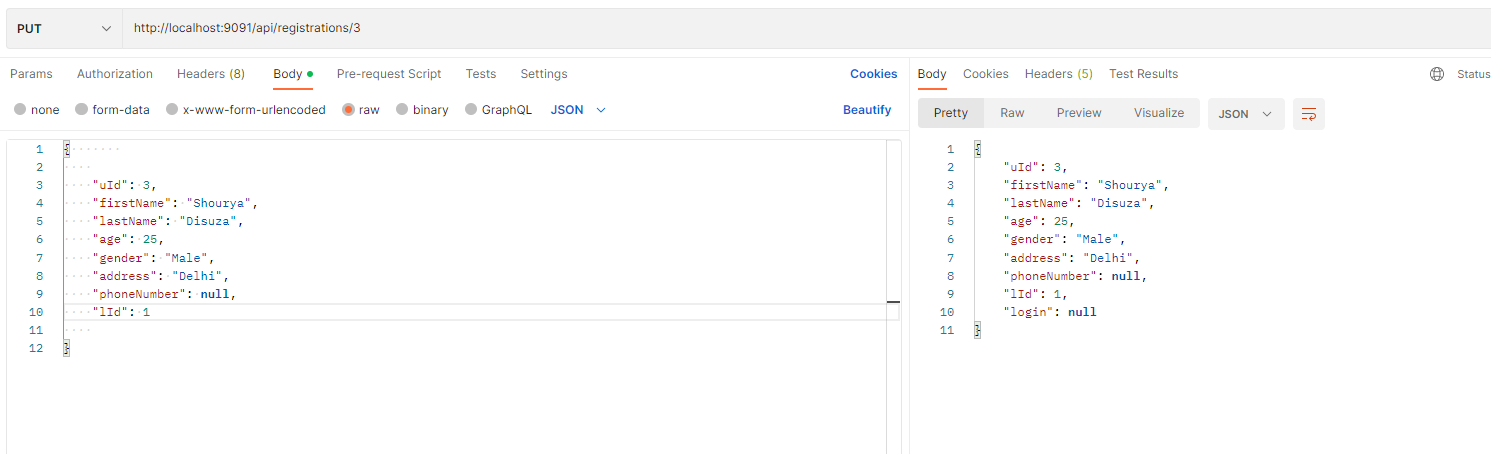 PUT http://localhost:9091/api/registrations/3
Params Authorization Headers (8) Body Pre-request Script Tests Settings Cookies
none form-data x-www-form-urlencoded raw binary GraphQL JSON Beautify
1 {
2
3 "uId": 3,
4 "firstName": "Shourya",
5 "lastName": "Disuza",
6 "age": 25,
7 "gender": "Male",
8 "address": "Delhi",
9 "phoneNumber": null,
10 "lId": 1
11
12 }
Body Cookies Headers (5) Test Results Status
Pretty Raw Preview Visualize JSON
1 {
2 "uId": 3,
3 "firstName": "Shourya",
4 "lastName": "Disuza",
5 "age": 25,
6 "gender": "Male",
7 "address": "Delhi",
8 "phoneNumber": null,
9 "lId": 1,
10 "login": null
11 }